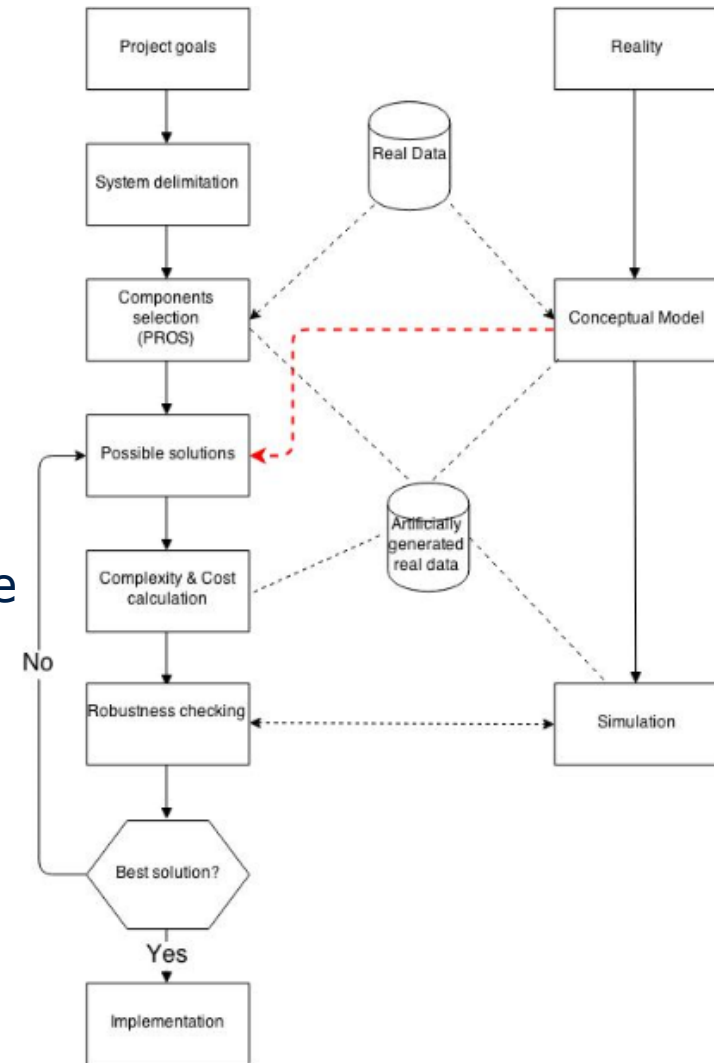 Project goals
Reality
Real Data
System delimitation
Components
selection
(PROS)
Conceptual Model
Possible solutions
Artificially
generated
real data
Complexity & Cost
calculation
e
No
Robustness checking
Simulation
Best solution?
Yes
Implementation